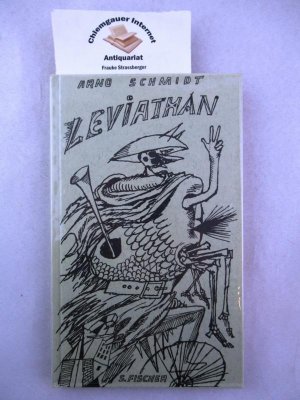 Chiemgauer Internet
Antiquariat
Frauke Strassberger
ARNO SCHMIDT
LEVIATHAN
S. FISCHER